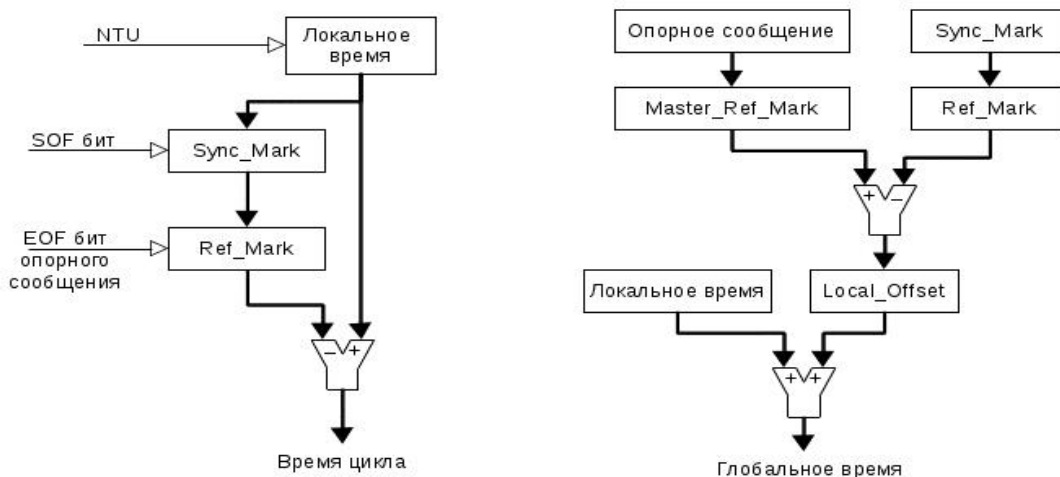 NTU
Локальное
время
SOF бит
Sync_Mark
EOF бит
опорного
сообщения
Ref_Mark
− +
Время цикла
Опорное сообщение
Sync_Mark
Master_Ref_Mark
Ref_Mark
+ −
Локальное время
Local_Offset
+ +
Глобальное время